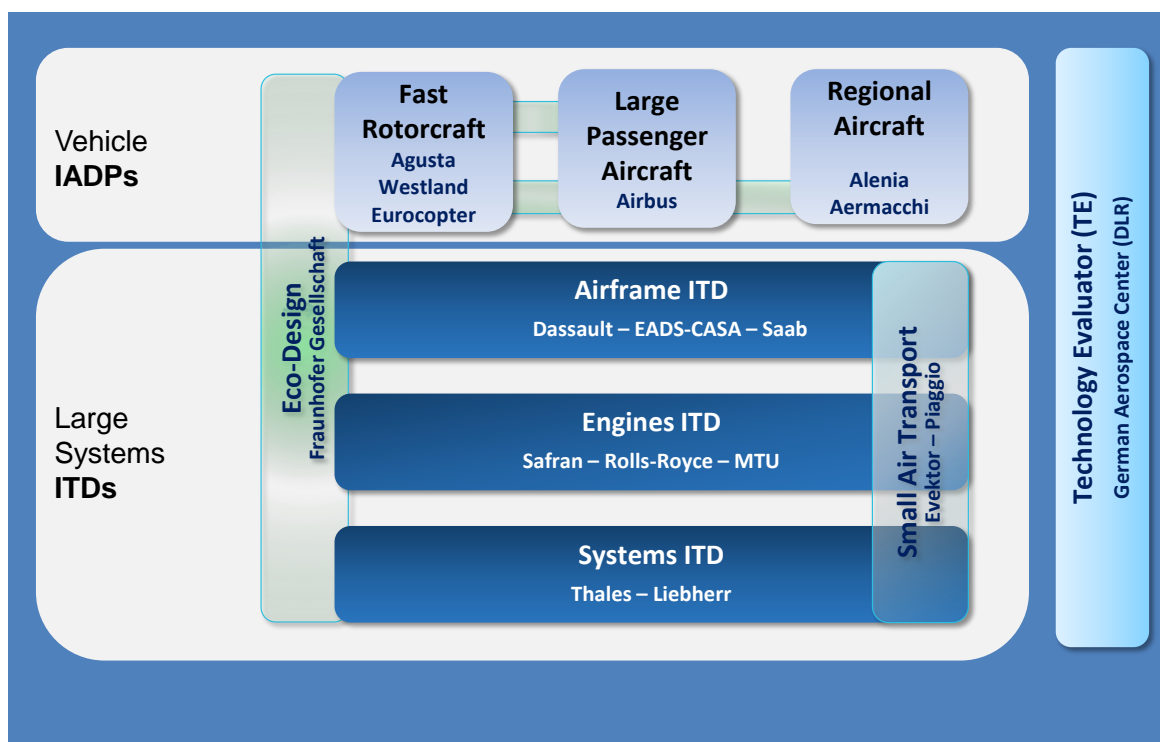 Vehicle
IADPs
Fast
Rotorcraft
Agusta
Westland
Eurocopter
Large
Passenger
Aircraft
Airbus
Regional
Aircraft
Alenia
Aermacchi
Large
Systems
ITDs
Eco-Design
Fraunhofer Gesellschaft
Airframe ITD
Dassault – EADS-CASA – Saab
Engines ITD
Safran – Rolls-Royce – MTU
Systems ITD
Thales – Liebherr
Small Air Transport
Evektor – Piaggio
Technology Evaluator (TE)
German Aerospace Center (DLR)